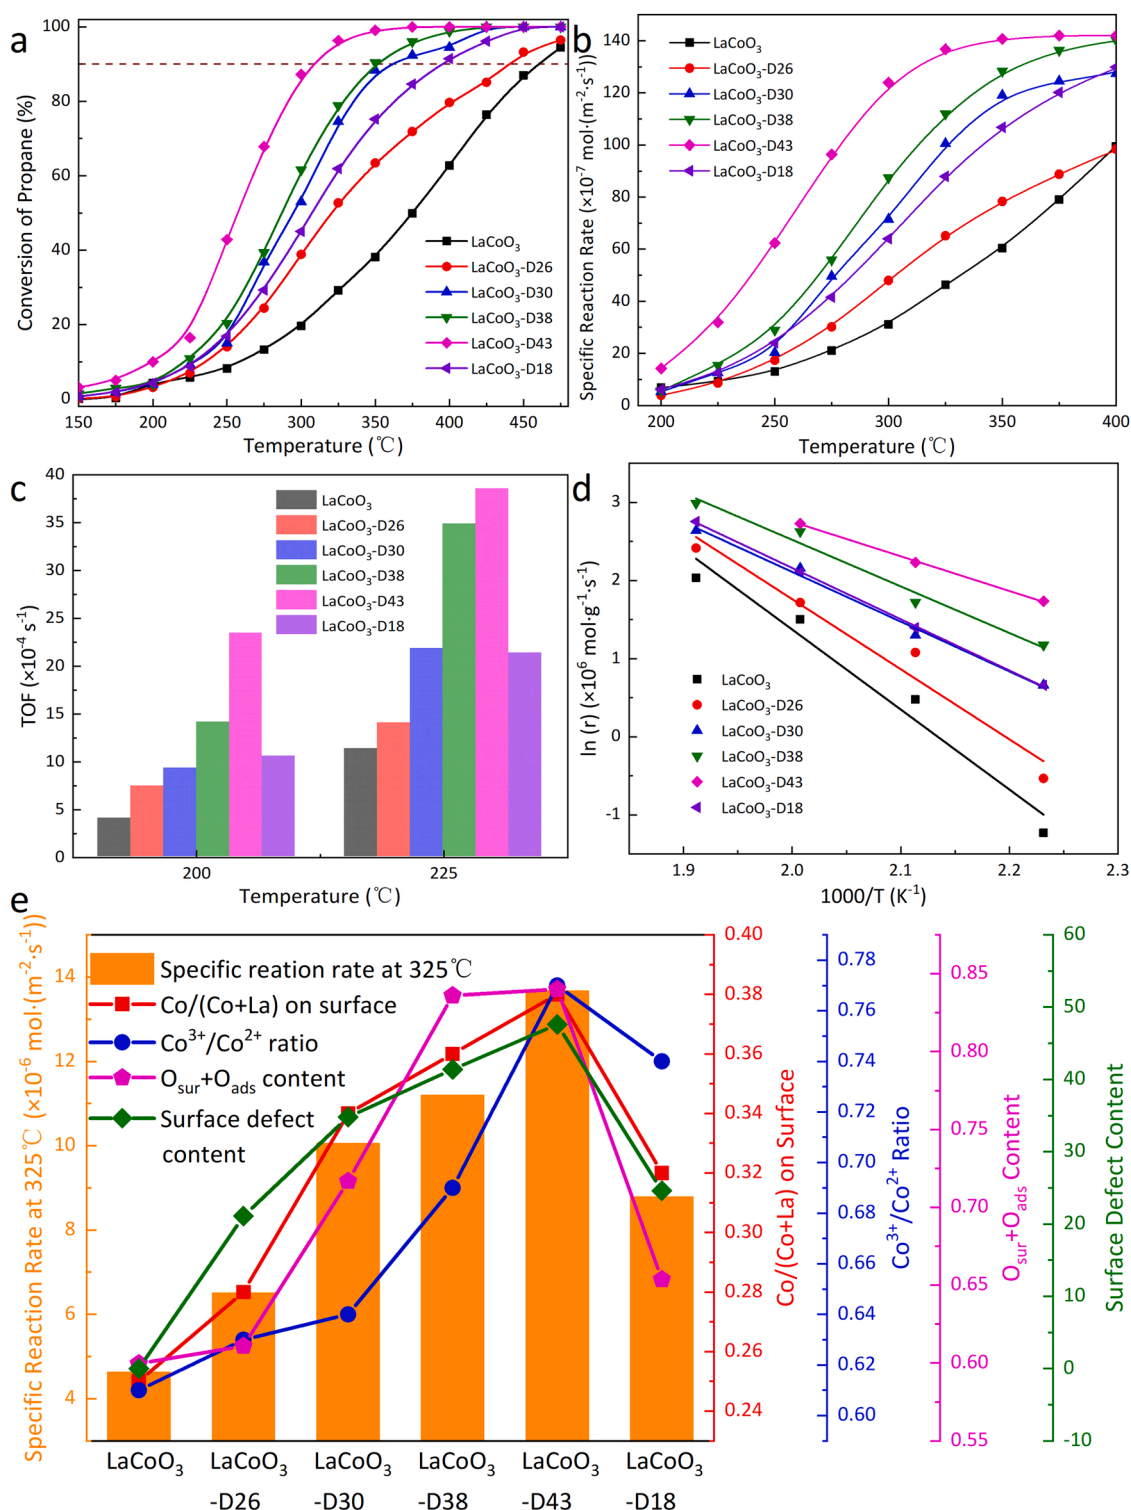 a
Conversion of Propane (%)
100
80
60
40
20
0
LaCoO₃
LaCoO₃-D26
LaCoO₃-D30
LaCoO₃-D38
LaCoO₃-D43
LaCoO₃-D18
150 200 250 300 350 400 450
Temperature (℃)
b
Specific Reaction Rate (×10⁻⁷ mol·(m⁻²·s⁻¹))
140
120
100
80
60
40
20
0
LaCoO₃
LaCoO₃-D26
LaCoO₃-D30
LaCoO₃-D38
LaCoO₃-D43
LaCoO₃-D18
200 250 300 350 400
Temperature (℃)
c
TOF (×10⁻⁴ s⁻¹)
40
35
30
25
20
15
10
5
0
LaCoO₃
LaCoO₃-D26
LaCoO₃-D30
LaCoO₃-D38
LaCoO₃-D43
LaCoO₃-D18
200 225
Temperature (℃)
d
ln (r) (×10⁶ mol·g⁻¹·s⁻¹)
3
2
1
0
-1
LaCoO₃
LaCoO₃-D26
LaCoO₃-D30
LaCoO₃-D38
LaCoO₃-D43
LaCoO₃-D18
1.9 2.0 2.1 2.2 2.3
1000/T (K⁻¹)
e
Specific Reaction Rate at 325℃ (×10⁻⁶ mol·(m⁻²·s⁻¹))
14
12
10
8
6
4
Specific reation rate at 325℃
Co/(Co+La) on surface
Co³⁺/Co²⁺ ratio
Oₛᵤᵣ+Oₐdₛ content
Surface defect
content
LaCoO₃ LaCoO₃ LaCoO₃ LaCoO₃ LaCoO₃ LaCoO₃
-D26 -D30 -D38 -D43 -D18
0.40
0.38
0.36
0.34
0.32
0.30
0.28
0.26
0.24
Co/(Co+La) on Surface
0.78
0.76
0.74
0.72
0.70
0.68
0.66
0.64
0.62
0.60
Co³⁺/Co²⁺ Ratio
0.85
0.80
0.75
0.70
0.65
0.60
0.55
Oₛᵤᵣ+Oₐdₛ Content
60
50
40
30
20
10
0
-10
Surface Defect Content